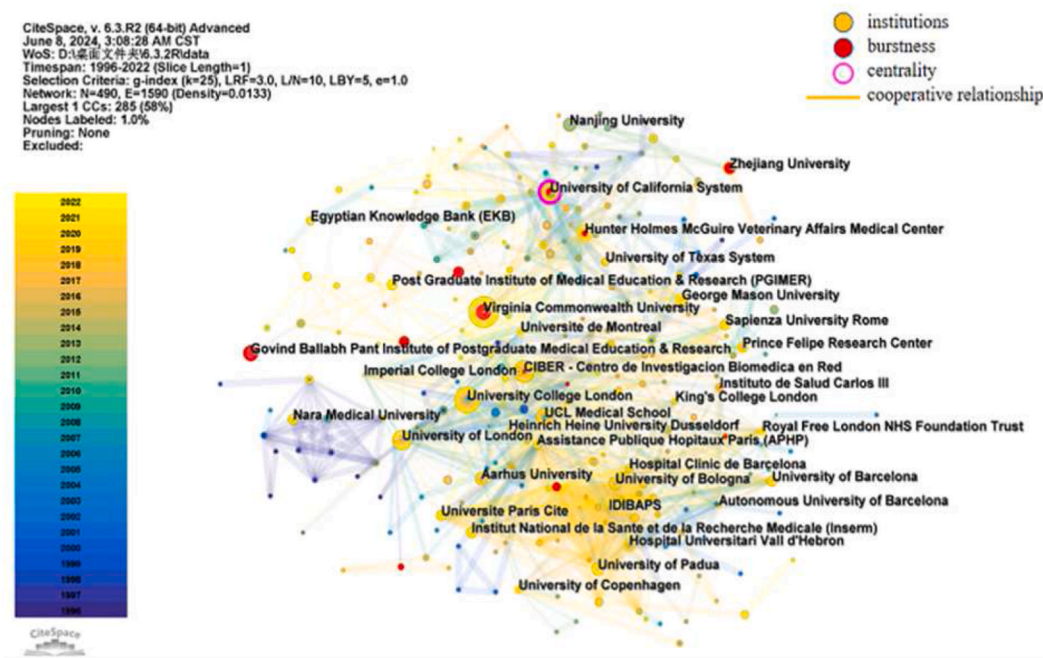 CiteSpace, v. 6.3.R2 (64-bit) Advanced
June 8, 2024, 3:08:28 AM CST
WoS: D:\桌面文件夹\6.3.2R\data
Timespan: 1996-2022 (Slice Length=1)
Selection Criteria: g-index (k=25), LRF=3.0, L/N=10, LBY=5, e=1.0
Network: N=490, E=1590 (Density=0.0133)
Largest 1 CCs: 285 (58%)
Nodes Labeled: 1.0%
Pruning: None
Excluded:
institutions
burstness
centrality
cooperative relationship
Nanjing University
Zhejiang University
University of California System
Egyptian Knowledge Bank (EKB)
Hunter Holmes McGuire Veterinary Affairs Medical Center
University of Texas System
Post Graduate Institute of Medical Education & Research (PGIMER)
George Mason University
Virginia Commonwealth University
Sapienza University Rome
Universite de Montreal
Prince Felipe Research Center
Govind Ballabh Pant Institute of Postgraduate Medical Education & Research
Imperial College London
CIBER - Centro de Investigacion Biomedica en Red
Instituto de Salud Carlos III
University College London
King's College London
Nara Medical University
UCL Medical School
Heinrich Heine University Dusseldorf
Royal Free London NHS Foundation Trust
University of London
Assistance Publique Hopitaux Paris (APHP)
Hospital Clinic de Barcelona
Aarhus University
University of Bologna
University of Barcelona
IDIBAPS
Autonomous University of Barcelona
Universite Paris Cite
Institut National de la Sante et de la Recherche Medicale (Inserm)
Hospital Universitari Vall d'Hebron
University of Padua
University of Copenhagen
2022
2021
2020
2019
2018
2017
2016
2015
2014
2013
2012
2011
2010
2009
2008
2007
2006
2005
2004
2003
2002
2001
2000
1999
1998
1997
1996
CiteSpace